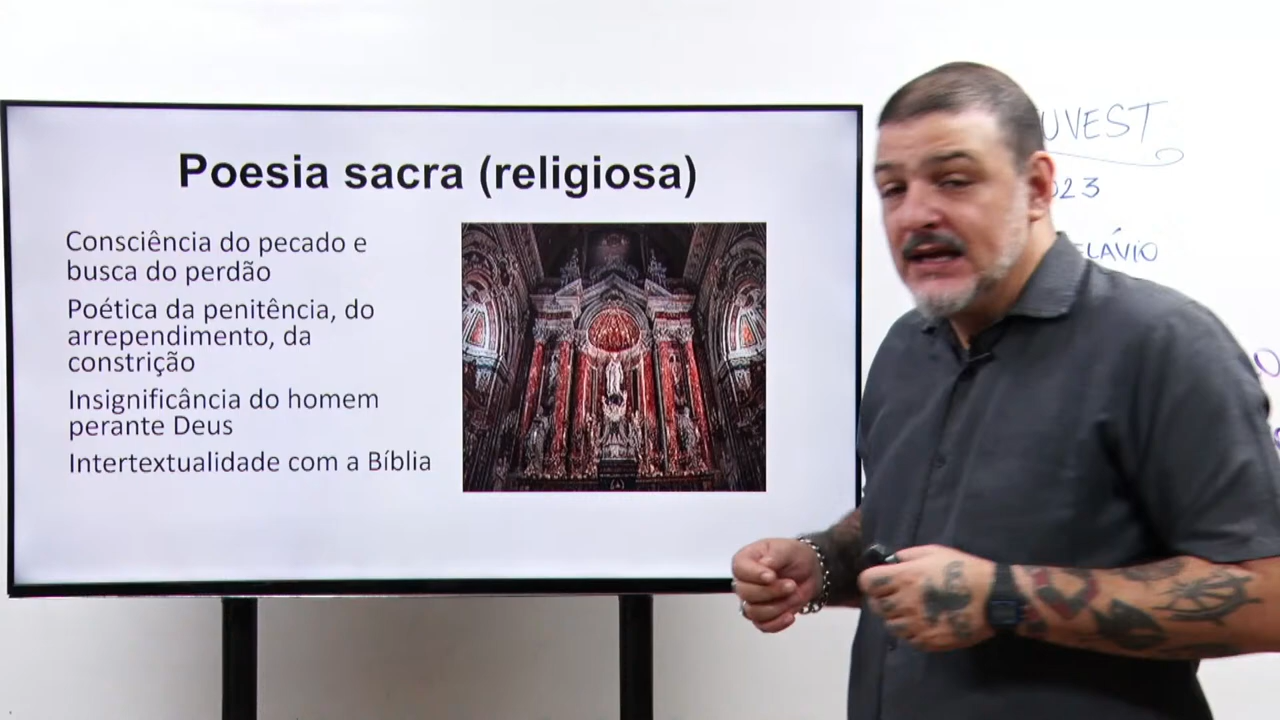 Poesia sacra (religiosa)
Consciência do pecado e
busca do perdão
Poética da penitência, do
arrependimento, da
constrição
Insignificância do homem
perante Deus
Intertextualidade com a Bíblia
UVEST
023
FLÁVIO